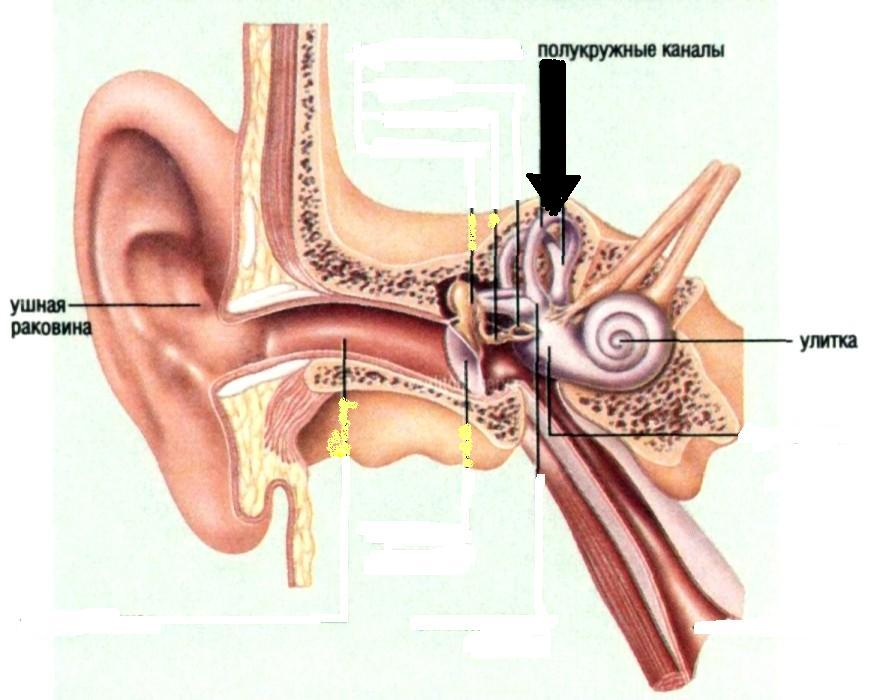 полукружные каналы
ушная
раковина
улитка